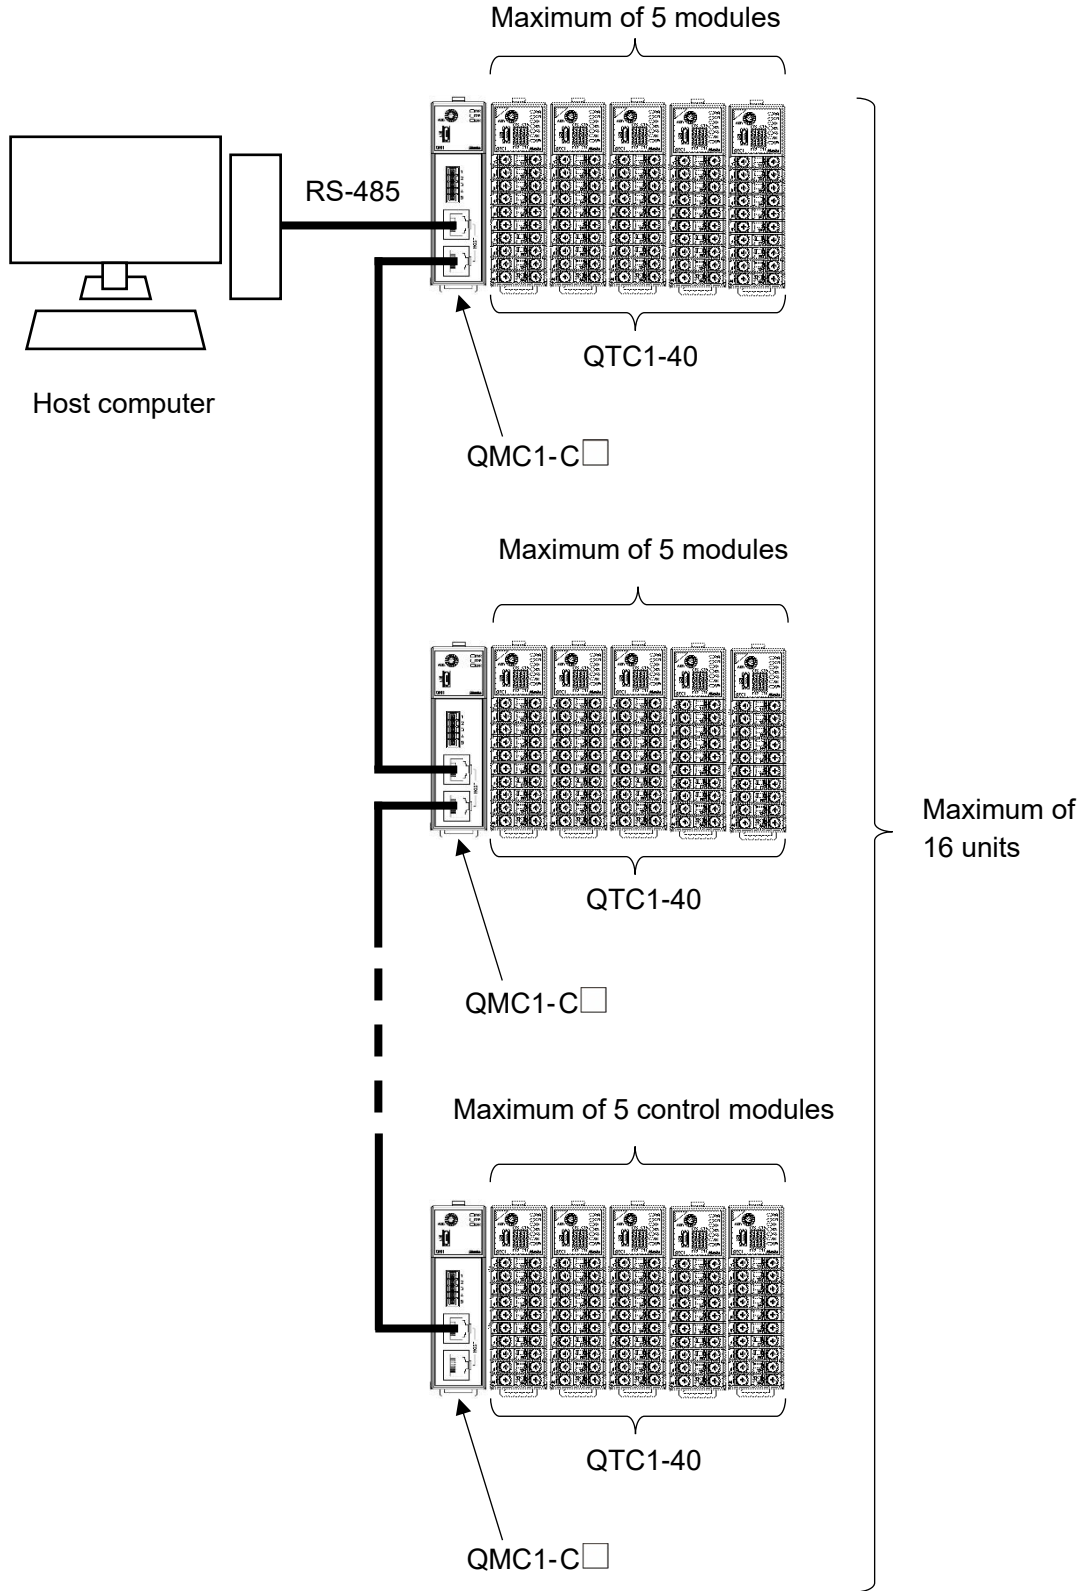 Maximum of 5 modules
RS-485
QTC1-40
Host computer
QMC1-C□
Maximum of 5 modules
Maximum of
16 units
QTC1-40
QMC1-C□
Maximum of 5 control modules
QTC1-40
QMC1-C□